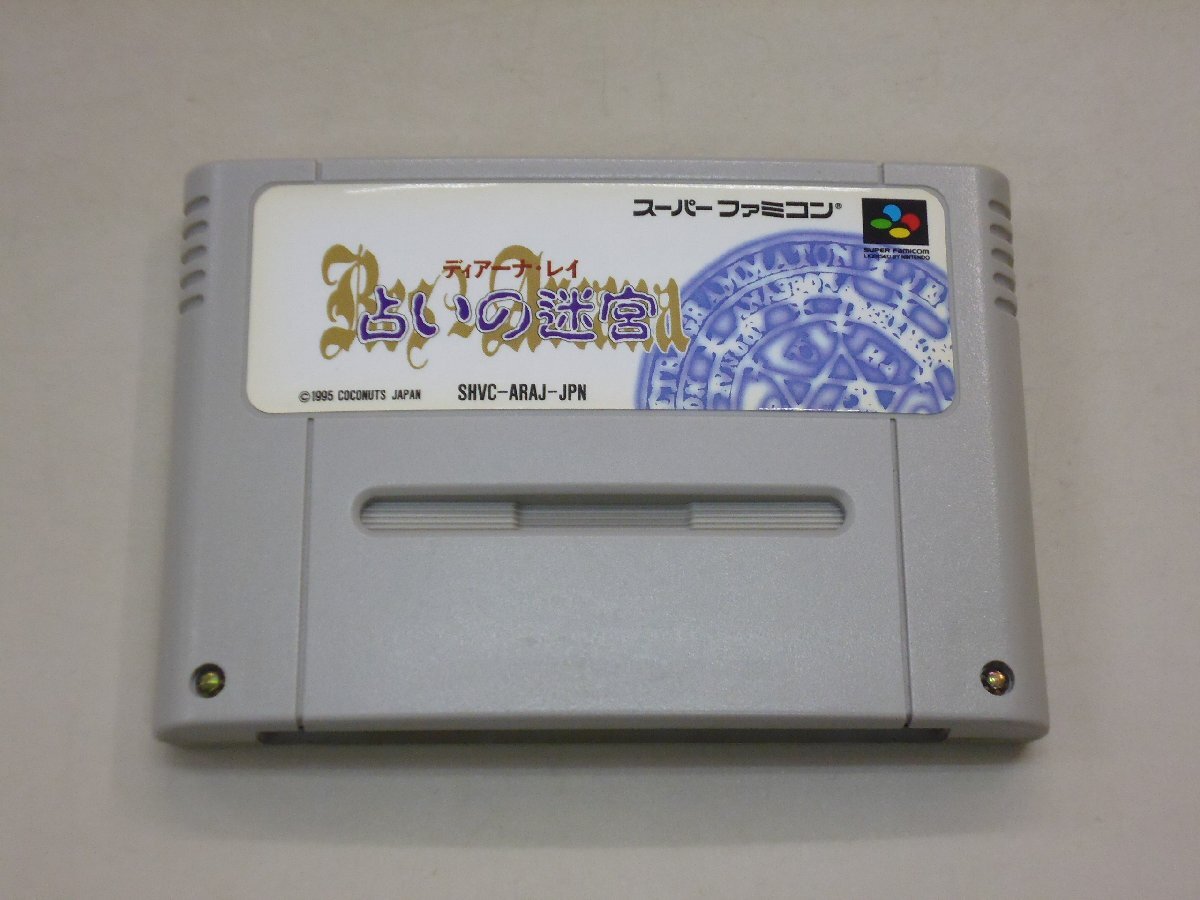 スーパーファミコン®
SUPER FAMICOM
LICENSED BY NINTENDO
ディアーナ・レイ
占いの迷宮
©1995 COCONUTS JAPAN
SHVC-ARAJ-JPN